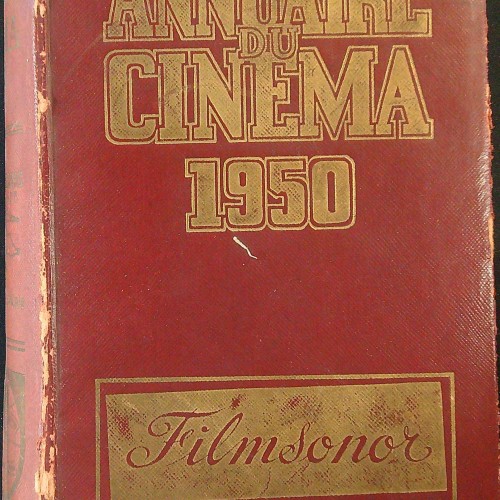 ANNUAIRE
DU
CINEMA
1950
Filmsonor